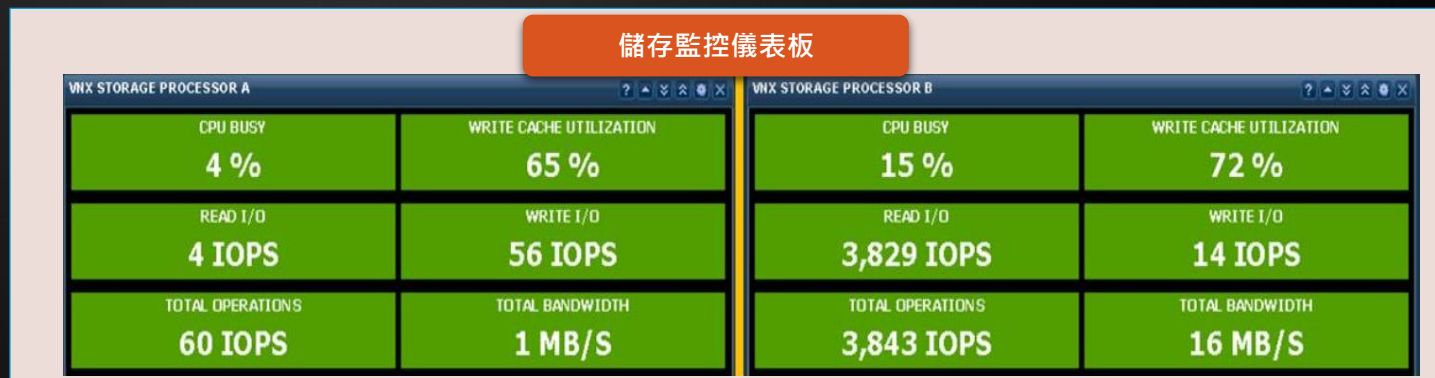 儲存監控儀表板
VNX STORAGE PROCESSOR A
CPU BUSY
4 %
WRITE CACHE UTILIZATION
65 %
READ I/O
4 IOPS
WRITE I/O
56 IOPS
TOTAL OPERATIONS
60 IOPS
TOTAL BANDWIDTH
1 MB/S
VNX STORAGE PROCESSOR B
CPU BUSY
15 %
WRITE CACHE UTILIZATION
72 %
READ I/O
3,829 IOPS
WRITE I/O
14 IOPS
TOTAL OPERATIONS
3,843 IOPS
TOTAL BANDWIDTH
16 MB/S